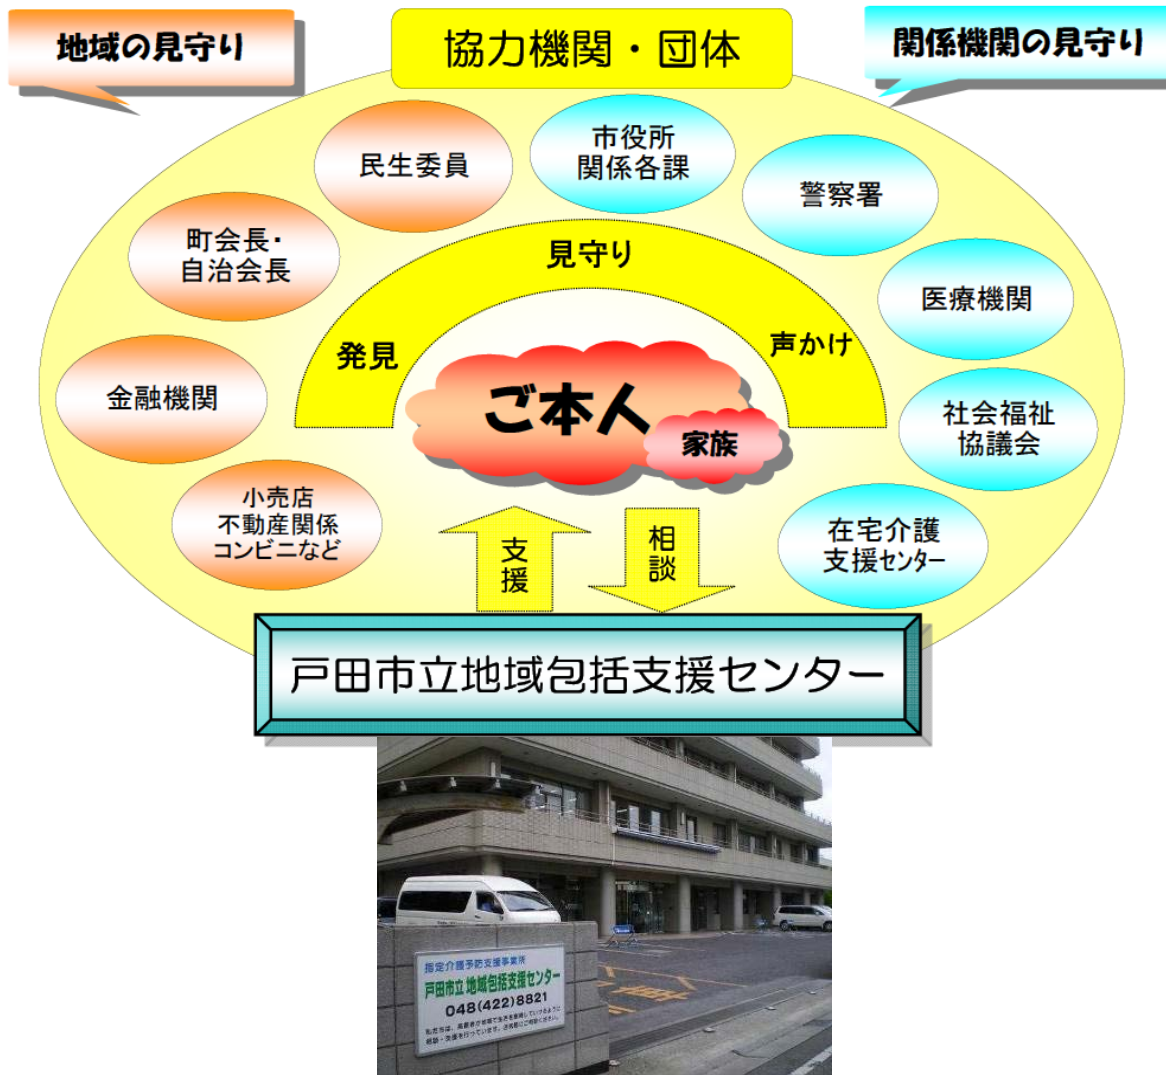 地域の見守り
協力機関・団体
関係機関の見守り
民生委員
市役所
関係各課
警察署
町会長・
自治会長
見守り
医療機関
発見
声かけ
金融機関
ご本人
家族
社会福祉
協議会
小売店
不動産関係
コンビニなど
支援
相談
在宅介護
支援センター
戸田市立地域包括支援センター
指定介護予防支援事業所
戸田市立 地域包括支援センター
048(422)8821